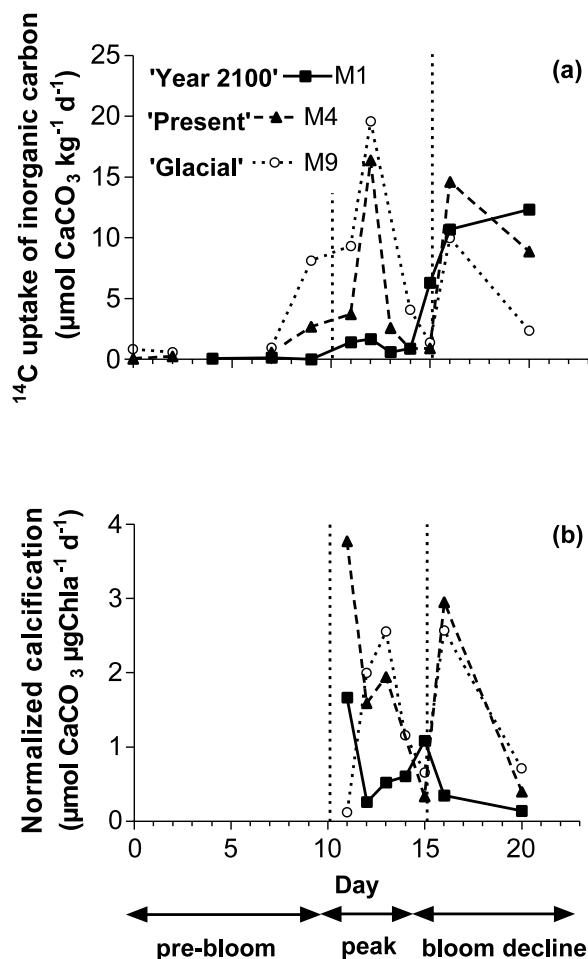 (a)
¹⁴C uptake of inorganic carbon
(µmol CaCO₃ kg⁻¹ d⁻¹)
25
20
15
10
5
0
'Year 2100' M1
'Present' M4
'Glacial' M9
(b)
Normalized calcification
(µmol CaCO₃ µgChla⁻¹ d⁻¹)
4
3
2
1
0
0 5 10 15 20
Day
pre-bloom peak bloom decline